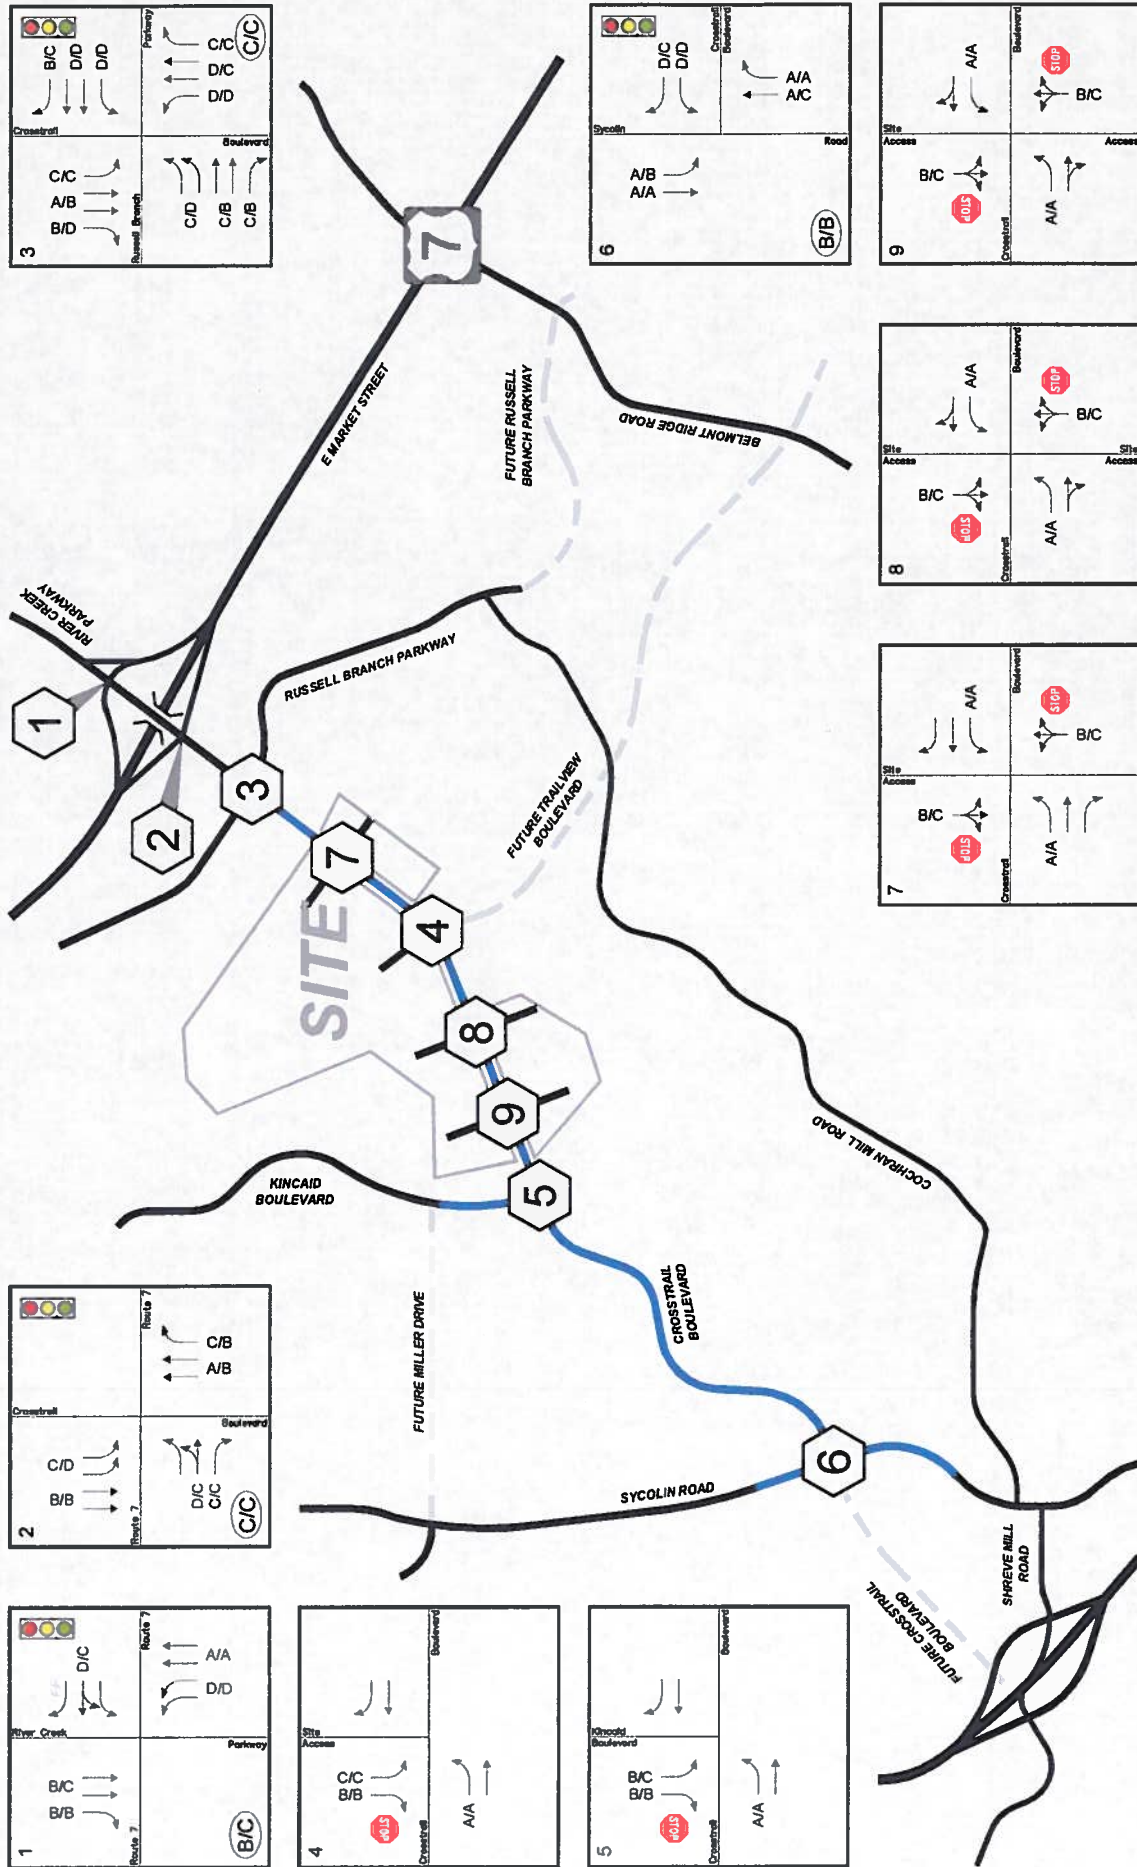 1
River Creek
Route 7
Route 7
Parkway
B/C
B/B
D/C
A/A
D/D
B/C
2
Crosstrail
Route 7
Route 7
Boulevard
C/D
B/B
C/B
A/B
D/C
C/C
C/C
3
Crosstrail
Parkway
Russell Branch
Boulevard
B/C
D/D
D/D
C/C
D/C
D/D
C/C
C/C
A/B
B/D
C/D
C/B
C/B
4
Site
Access
Crosstrail
Boulevard
C/C
B/B
STOP
A/A
5
Kincaid
Boulevard
Crosstrail
Boulevard
B/C
B/B
STOP
A/A
6
Sycolin
Crosstrail
Boulevard
Road
D/C
D/D
A/A
A/C
A/B
A/A
B/B
7
Site
Access
Crosstrail
Boulevard
B/C
STOP
A/A
A/A
STOP
B/C
8
Site
Access
Crosstrail
Boulevard
Site
Access
B/C
STOP
A/A
A/A
STOP
B/C
9
Site
Access
Crosstrail
Boulevard
Access
B/C
STOP
A/A
A/A
STOP
B/C
RIVER CREEK
PARKWAY
E MARKET STREET
7
1
2
3
7
4
8
9
5
6
SITE
RUSSELL BRANCH PARKWAY
FUTURE RUSSELL
BRANCH PARKWAY
BELMONT RIDGE ROAD
FUTURE TRAILVIEW
BOULEVARD
COCHRAN MILL ROAD
KINCAID
BOULEVARD
FUTURE MILLER DRIVE
CROSSTRAIL
BOULEVARD
SYCOLIN ROAD
SHREVE MILL
ROAD
FUTURE CROSSTRAIL
BOULEVARD